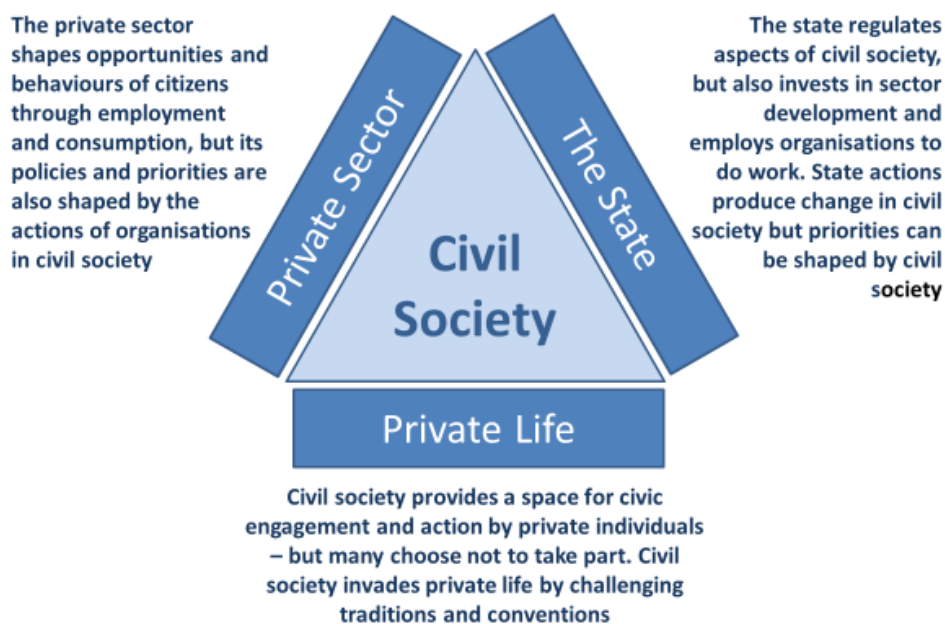 The private sector
shapes opportunities and
behaviours of citizens
through employment
and consumption, but its
policies and priorities are
also shaped by the
actions of organisations
in civil society
Private Sector
Civil
Society
The State
The state regulates
aspects of civil society,
but also invests in sector
development and
employs organisations to
do work. State actions
produce change in civil
society but priorities can
be shaped by civil
society
Private Life
Civil society provides a space for civic
engagement and action by private individuals
– but many choose not to take part. Civil
society invades private life by challenging
traditions and conventions